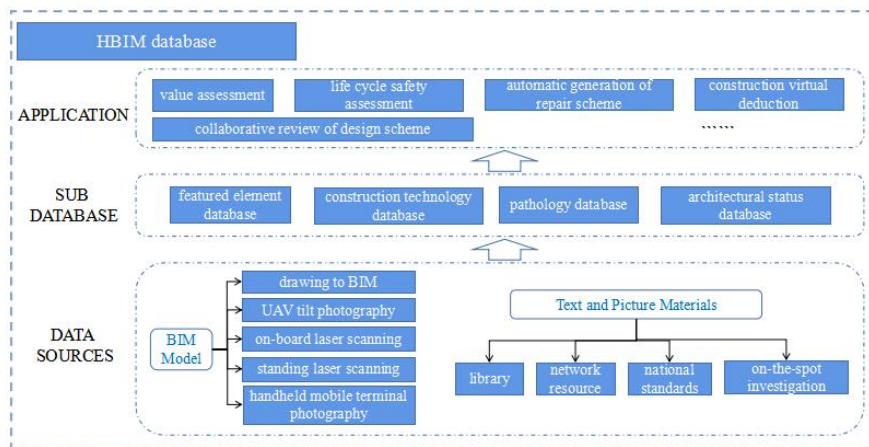 HBIM database
APPLICATION
value assessment
life cycle safety
assessment
automatic generation of
repair scheme
construction virtual
deduction
collaborative review of design scheme
......
SUB
DATABASE
featured element
database
construction technology
database
pathology database
architectural status
database
DATA
SOURCES
BIM
Model
drawing to BIM
UAV tilt photography
on-board laser scanning
standing laser scanning
handheld mobile terminal
photography
Text and Picture Materials
library
network
resource
national
standards
on-the-spot
investigation